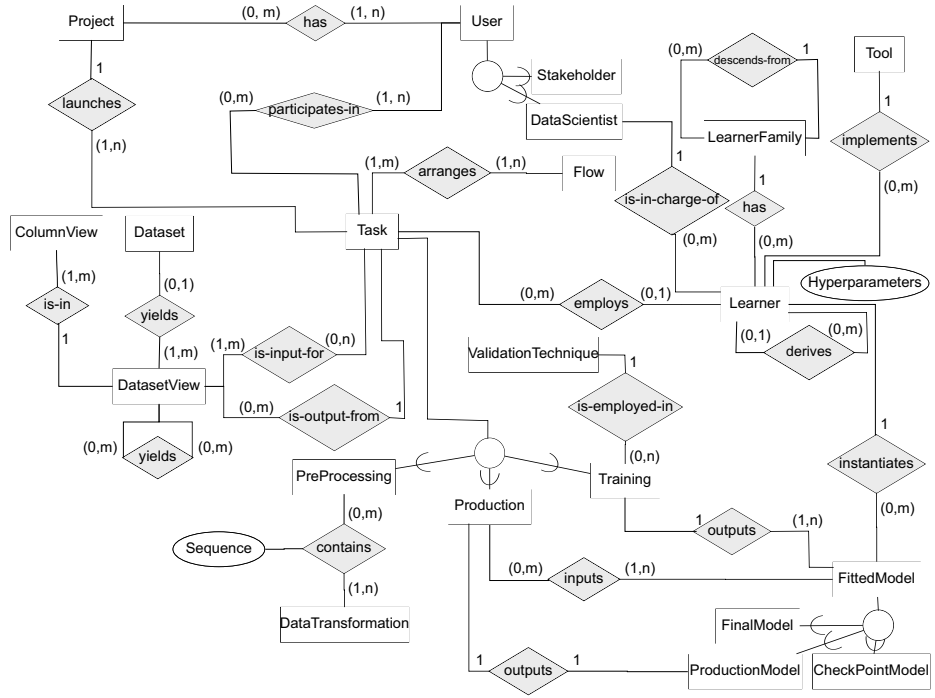 Project
(0, m)
has
(1, n)
User
1
launches
(1,n)
(0,m)
participates-in
(1, n)
Stakeholder
DataScientist
(0,m)
descends-from
1
Tool
LearnerFamily
1
implements
(0,m)
(1,m)
arranges
(1,n)
Flow
1
is-in-charge-of
(0,m)
1
has
(0,m)
Hyperparameters
ColumnView
(1,m)
is-in
1
Dataset
(0,1)
yields
(1,m)
Task
(0,m)
employs
(0,1)
Learner
(0,1)
derives
(0,m)
DatasetView
(1,m)
is-input-for
(0,n)
(0,m)
is-output-from
1
(0,m)
yields
(0,m)
ValidationTechnique
1
is-employed-in
(0,n)
Training
1
instantiates
(0,m)
PreProcessing
(0,m)
Sequence
contains
(1,n)
DataTransformation
Production
1
outputs
(1,n)
(0,m)
inputs
(1,n)
FittedModel
FinalModel
1
outputs
1
ProductionModel
CheckPointModel